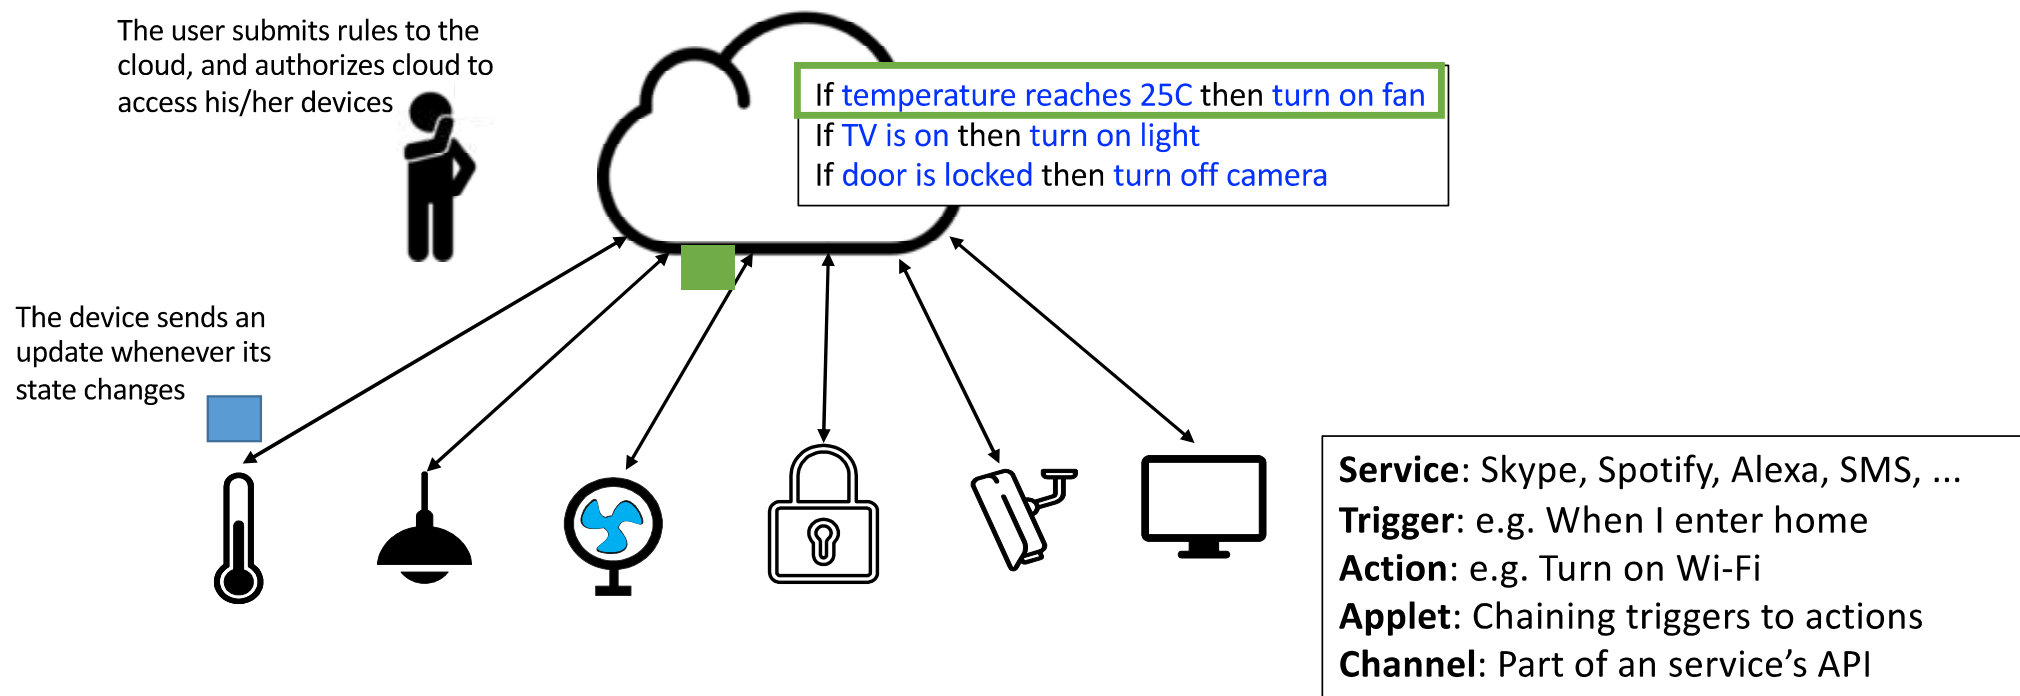 The user submits rules to the
cloud, and authorizes cloud to
access his/her devices
If temperature reaches 25C then turn on fan
If TV is on then turn on light
If door is locked then turn off camera
The device sends an
update whenever its
state changes
Service: Skype, Spotify, Alexa, SMS, ...
Trigger: e.g. When I enter home
Action: e.g. Turn on Wi-Fi
Applet: Chaining triggers to actions
Channel: Part of an service’s API